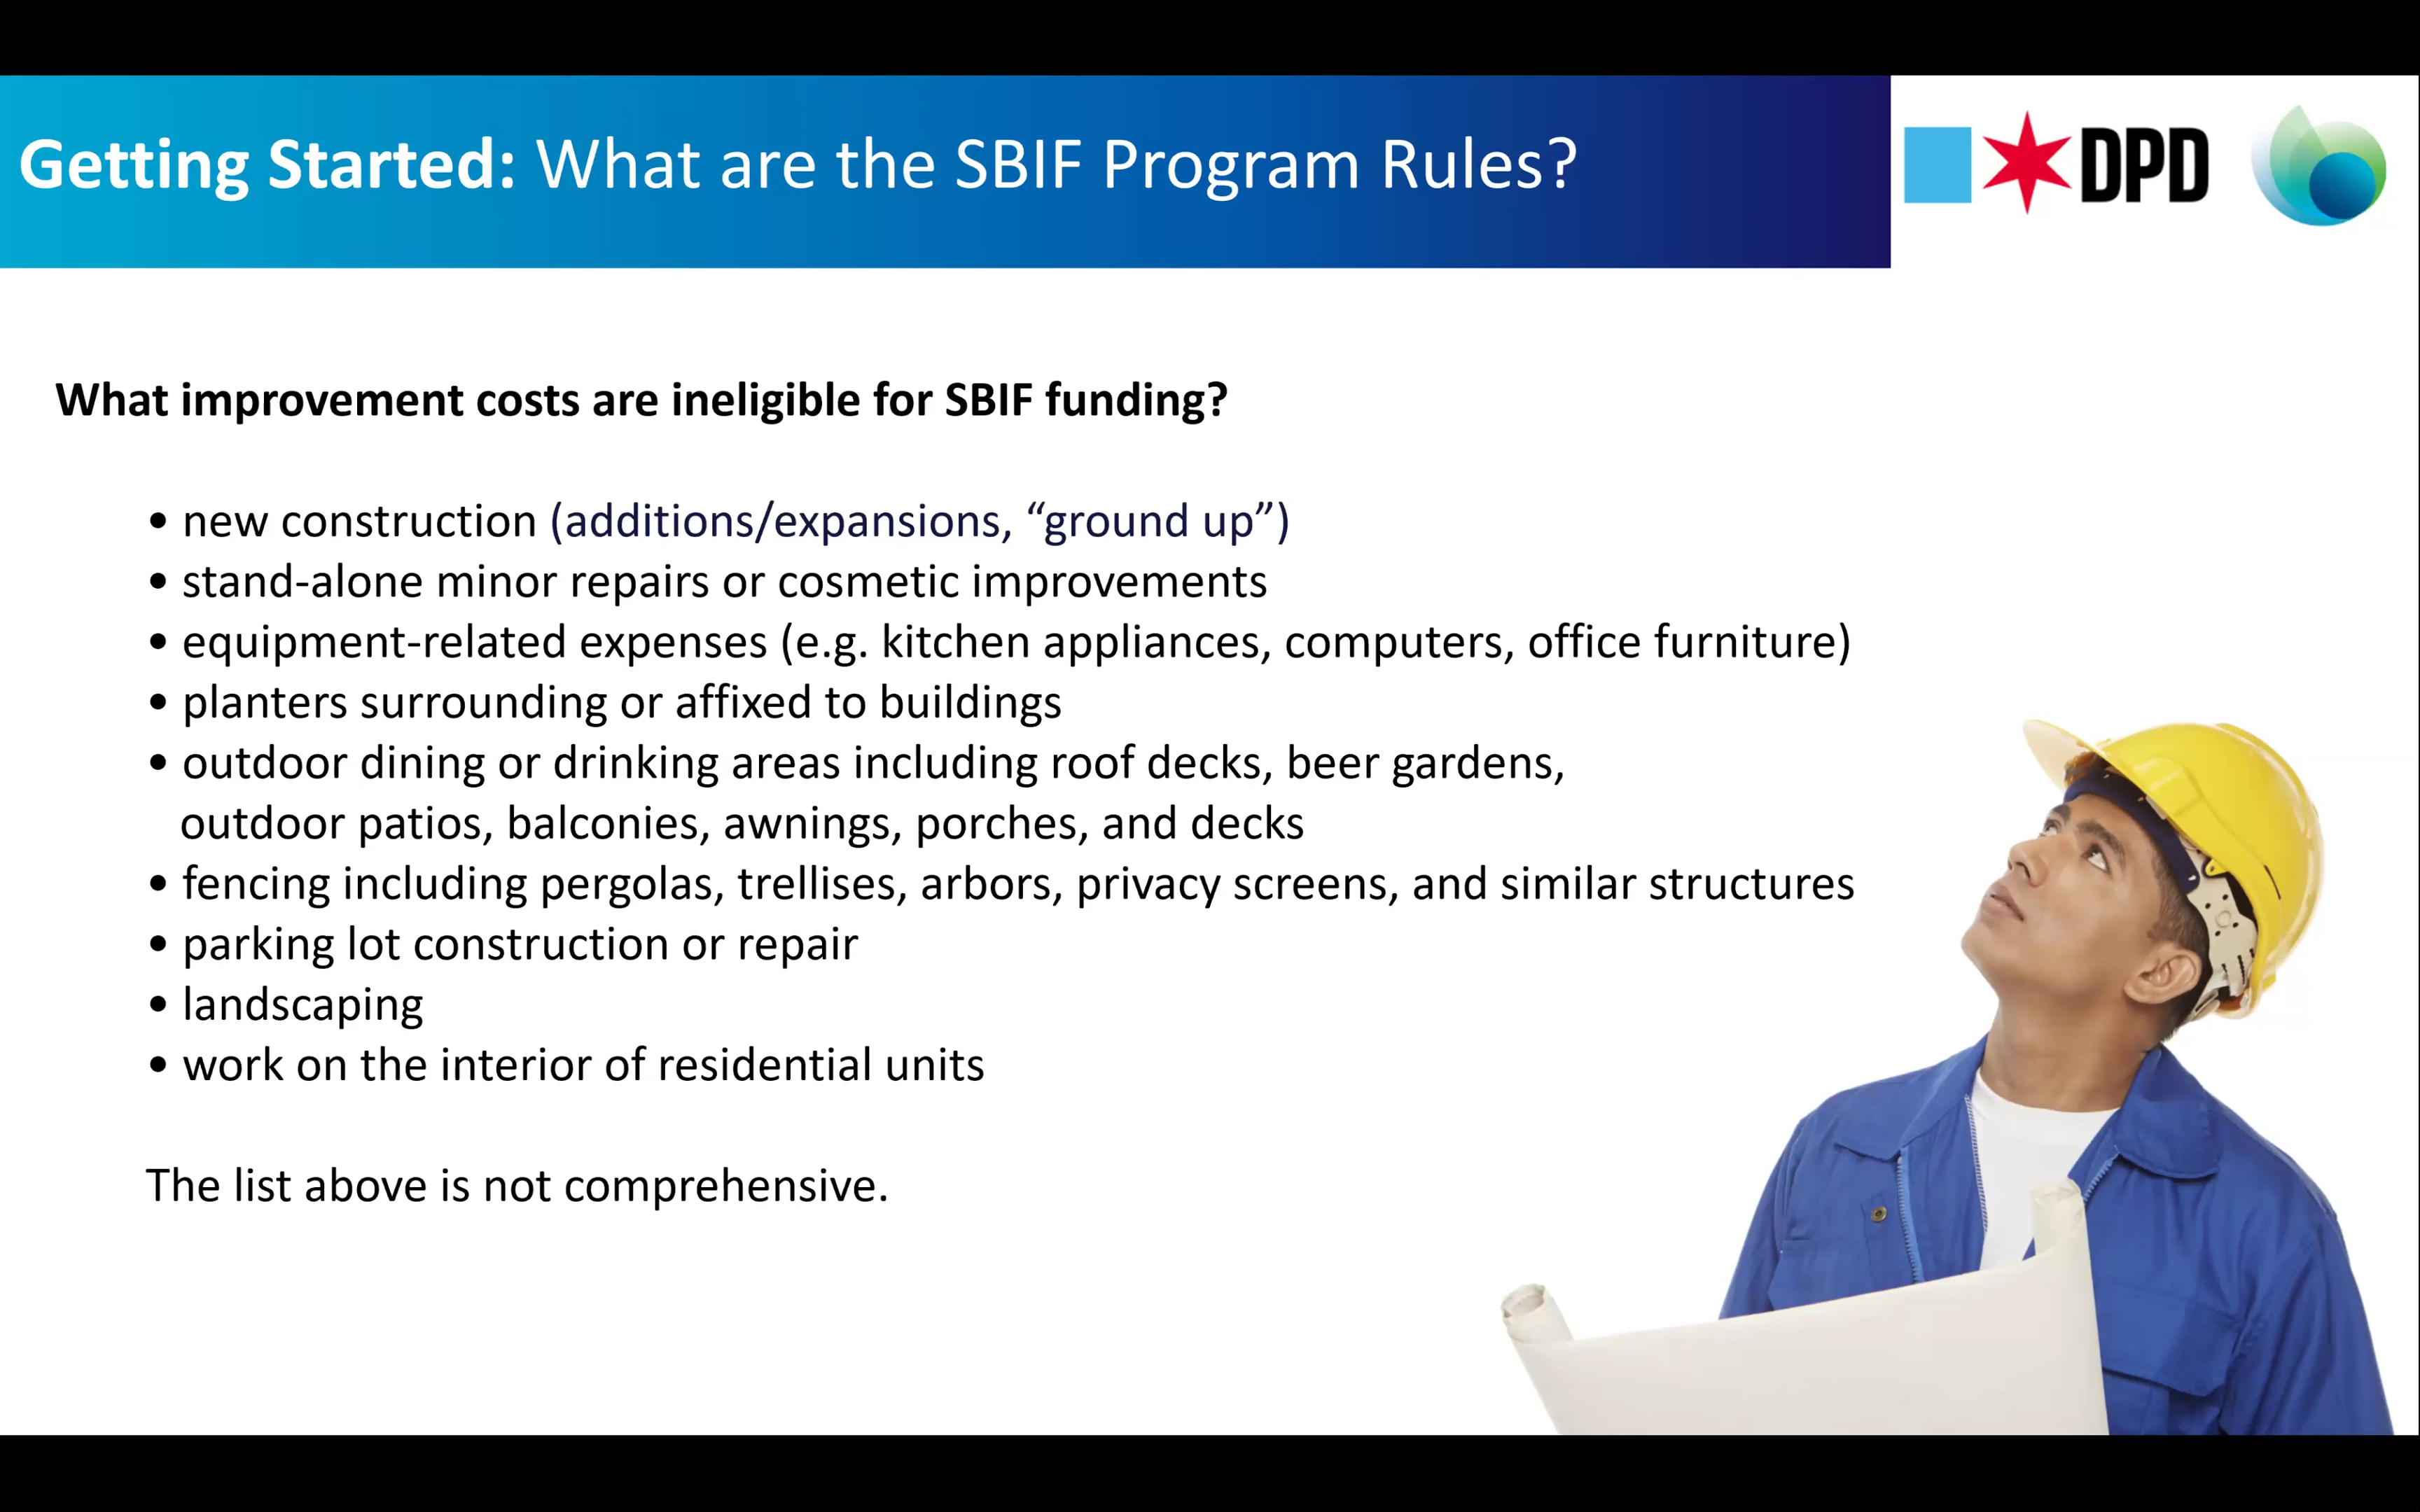 Getting Started: What are the SBIF Program Rules?
DPD
What improvement costs are ineligible for SBIF funding?
• new construction (additions/expansions, “ground up”)
• stand-alone minor repairs or cosmetic improvements
• equipment-related expenses (e.g. kitchen appliances, computers, office furniture)
• planters surrounding or affixed to buildings
• outdoor dining or drinking areas including roof decks, beer gardens,
outdoor patios, balconies, awnings, porches, and decks
• fencing including pergolas, trellises, arbors, privacy screens, and similar structures
• parking lot construction or repair
• landscaping
• work on the interior of residential units
The list above is not comprehensive.